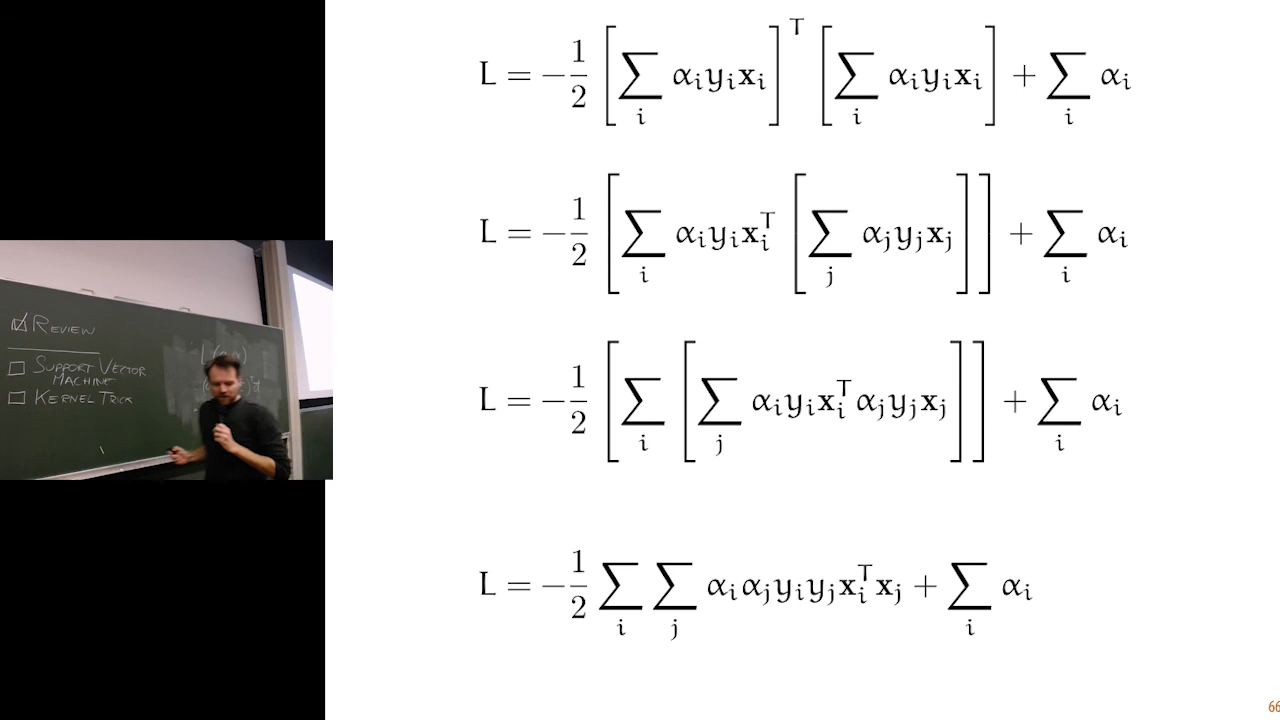 L = −1/2 [∑_i α_i y_i x_i]^T [∑_i α_i y_i x_i] + ∑_i α_i
L = −1/2 [∑_i α_i y_i x_i^T [∑_j α_j y_j x_j]] + ∑_i α_i
L = −1/2 [∑_i [∑_j α_i y_i x_i^T α_j y_j x_j]] + ∑_i α_i
L = −1/2 ∑_i ∑_j α_i α_j y_i y_j x_i^T x_j + ∑_i α_i
☑ REVIEW
☐ SUPPORT VECTOR
MACHINE
☐ KERNEL TRICK
66